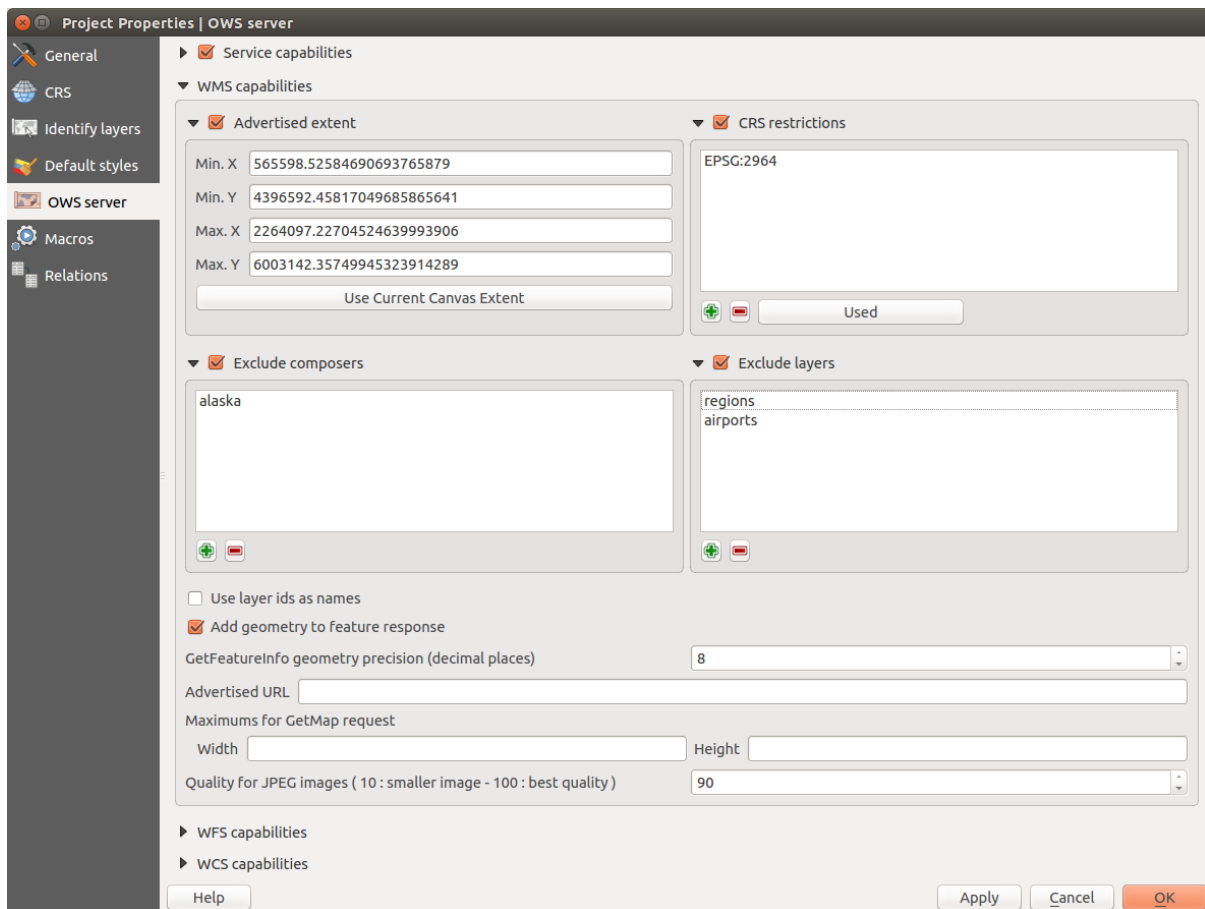 Project Properties | OWS server
General
CRS
Identify layers
Default styles
OWS server
Macros
Relations
Service capabilities
WMS capabilities
Advertised extent
Min. X 565598.52584690693765879
Min. Y 4396592.45817049685865641
Max. X 2264097.22704524639993906
Max. Y 6003142.35749945323914289
Use Current Canvas Extent
CRS restrictions
EPSG:2964
Used
Exclude composers
alaska
Exclude layers
regions
airports
Use layer ids as names
Add geometry to feature response
GetFeatureInfo geometry precision (decimal places) 8
Advertised URL
Maximums for GetMap request
Width Height
Quality for JPEG images ( 10 : smaller image - 100 : best quality ) 90
WFS capabilities
WCS capabilities
Help Apply Cancel OK